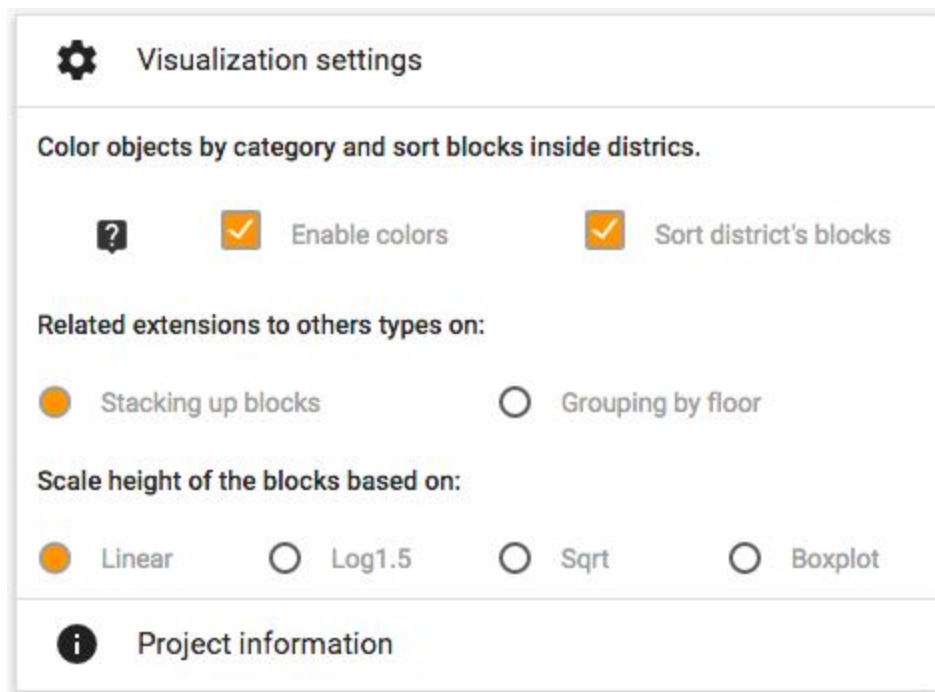 Visualization settings
Color objects by category and sort blocks inside districs.
? Enable colors Sort district's blocks
Related extensions to others types on:
Stacking up blocks Grouping by floor
Scale height of the blocks based on:
Linear Log1.5 Sqrt Boxplot
i Project information